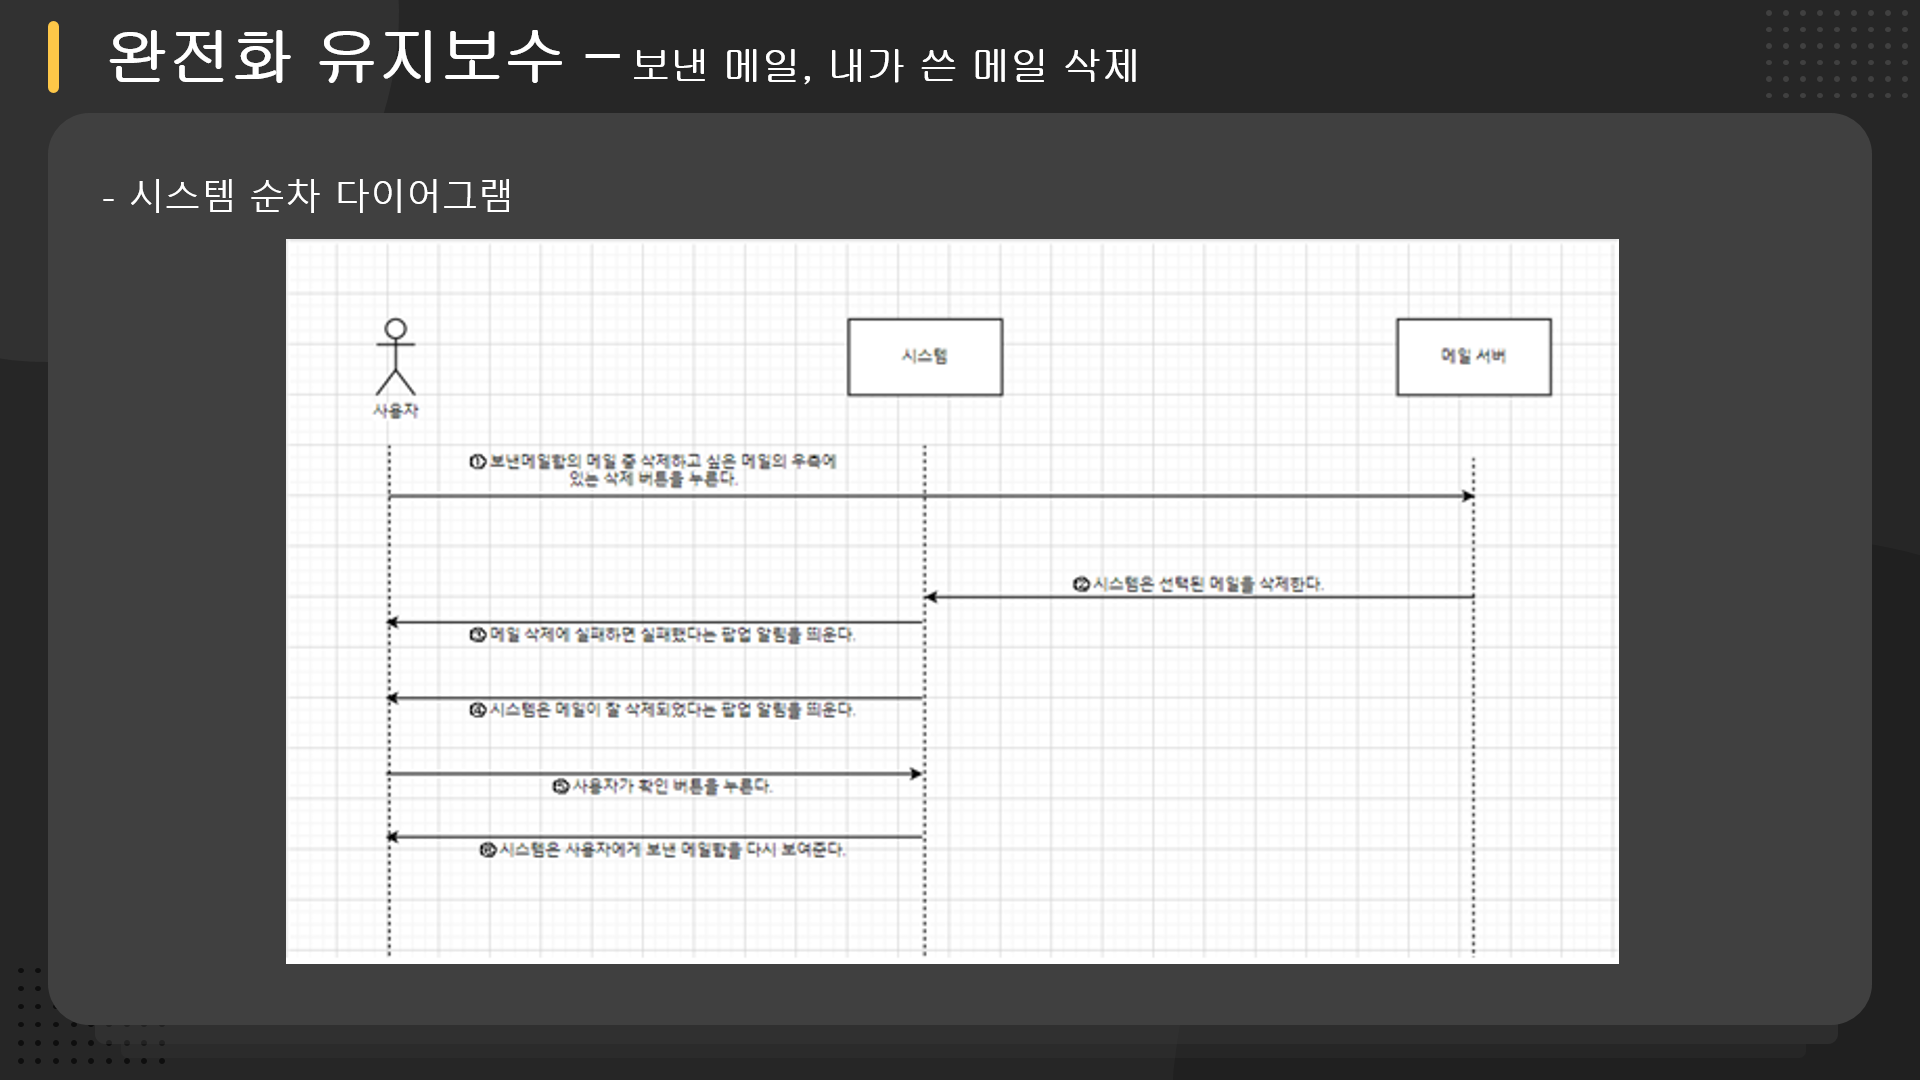 완전화 유지보수 – 보낸 메일, 내가 쓴 메일 삭제
- 시스템 순차 다이어그램
시스템
메일 서버
사용자
① 보낸메일함의 메일 중 삭제하고 싶은 메일의 우측에
있는 삭제 버튼을 누른다.
② 시스템은 선택된 메일을 삭제한다.
③ 메일 삭제에 실패하면 실패했다는 팝업 알림을 띄운다.
④ 시스템은 메일이 잘 삭제되었다는 팝업 알림을 띄운다.
⑤ 사용자가 확인 버튼을 누른다.
⑥ 시스템은 사용자에게 보낸 메일함을 다시 보여준다.